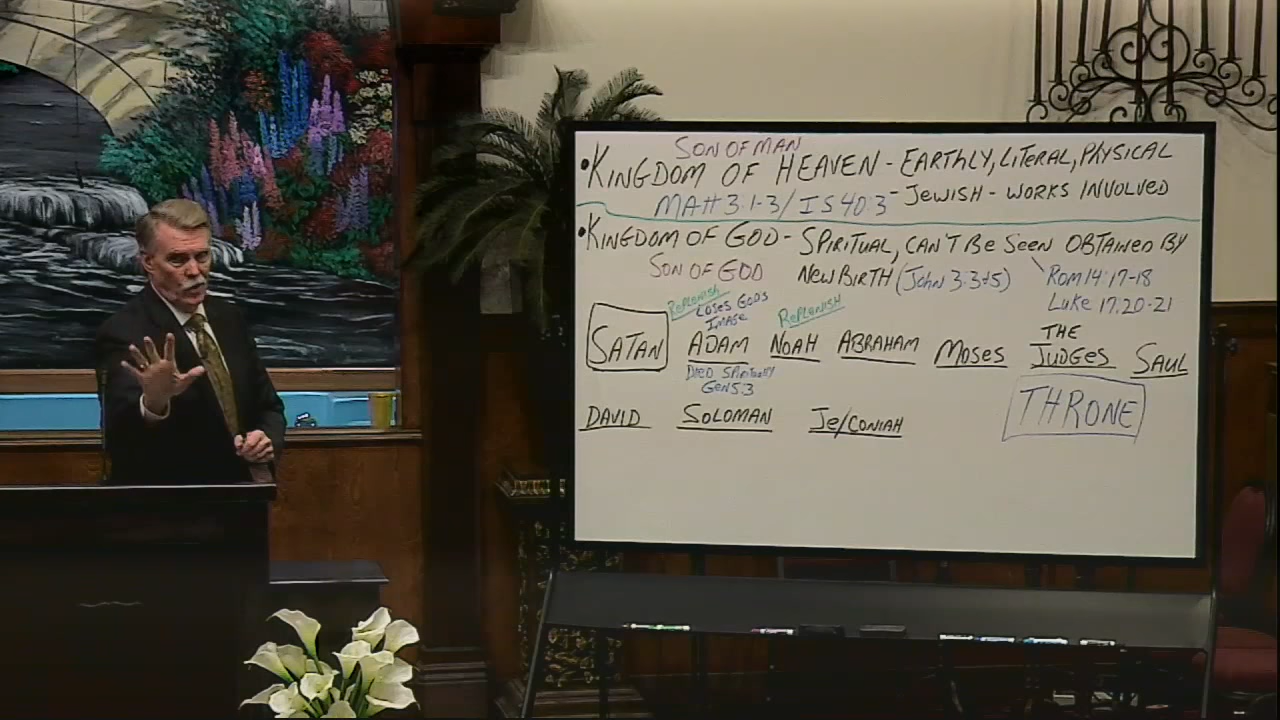 SON OF MAN
• KINGDOM OF HEAVEN - EARTHLY, LITERAL, PHYSICAL
MATT 3:1-3 / IS 40:3 - JEWISH - WORKS INVOLVED
• KINGDOM OF GOD - SPIRITUAL, CAN'T BE SEEN OBTAINED BY
SON OF GOD NEW BIRTH (John 3:3+5) Rom 14:17-18
Luke 17:20-21
REPLENISH LOSES GOD'S IMAGE REPLENISH
SATAN ADAM NOAH ABRAHAM MOSES THE JUDGES SAUL
DIED SPIRITUALLY
GEN 5:3
THRONE
DAVID SOLOMAN JE/CONIAH